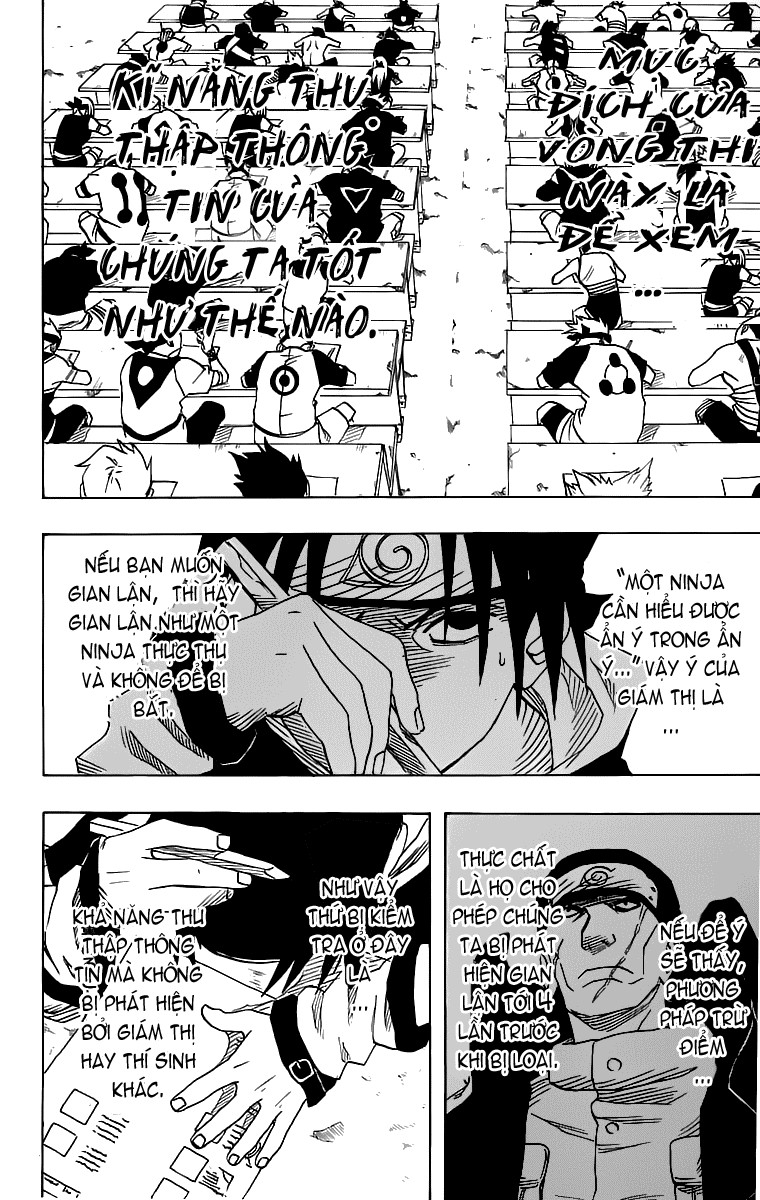 MỤC
ĐÍCH CỦA
VÒNG THI
NÀY LÀ
ĐỂ XEM
...
KĨ NĂNG THU
THẬP THÔNG
TIN CỦA
CHÚNG TA TỐT
NHƯ THẾ NÀO.
"MỘT NINJA
CẦN HIỂU ĐƯỢC
ẨN Ý TRONG ẨN
Ý..." VẬY Ý CỦA
GIÁM THỊ LÀ
...
NẾU BẠN MUỐN
GIAN LẬN, THÌ HÃY
GIAN LẬN NHƯ MỘT
NINJA THỰC THỤ
VÀ KHÔNG ĐỂ BỊ
BẮT.
NẾU ĐỂ Ý
SẼ THẤY,
PHƯƠNG
PHÁP TRỪ
ĐIỂM
...
THỰC CHẤT
LÀ HỌ CHO
PHÉP CHÚNG
TA BỊ PHÁT
HIỆN GIAN
LẬN TỚI 4
LẦN TRƯỚC
KHI BỊ LOẠI.
NHƯ VẬY
THỨ BỊ KIỂM
TRA Ở ĐÂY
LÀ
...
KHẢ NĂNG THU
THẬP THÔNG
TIN MÀ KHÔNG
BỊ PHÁT HIỆN
BỞI GIÁM THỊ
HAY THÍ SINH
KHÁC.